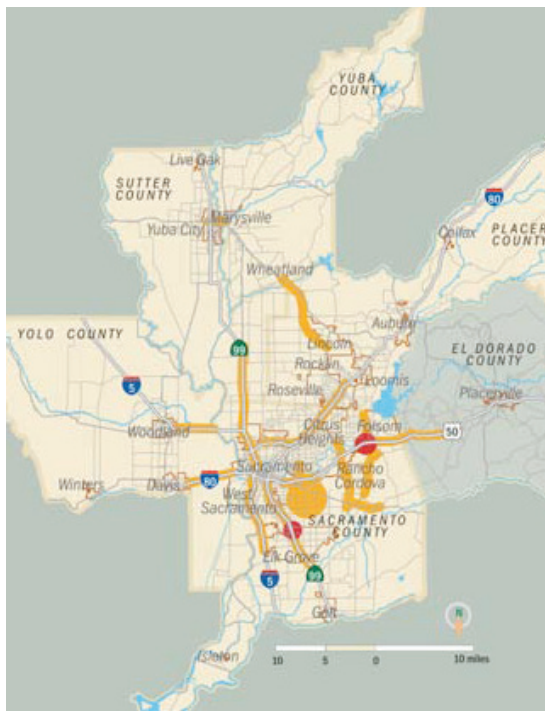 YUBA
COUNTY
Live Oak
SUTTER
COUNTY
Marysville
Yuba City
80
Colfax
PLACER
COUNTY
Wheatland
YOLO COUNTY
99
Lincoln
Auburn
Rocklin
EL DORADO
COUNTY
5
Loomis
Roseville
Placerville
Woodland
Citrus
Heights
Folsom
50
Sacramento
Rancho
Cordova
Winters
Davis
80
West
Sacramento
SACRAMENTO
COUNTY
Elk Grove
5
99
Galt
N
Isleton
10 5 0 10 miles